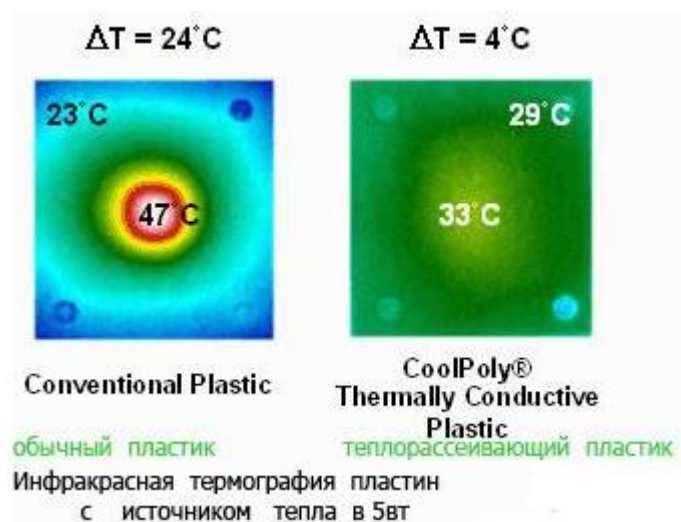 ΔT = 24°C
ΔT = 4°C
23°C
47°C
29°C
33°C
Conventional Plastic
CoolPoly®
Thermally Conductive
Plastic
обычный пластик
теплорассеивающий пластик
Инфракрасная термография пластин
с источником тепла в 5вт